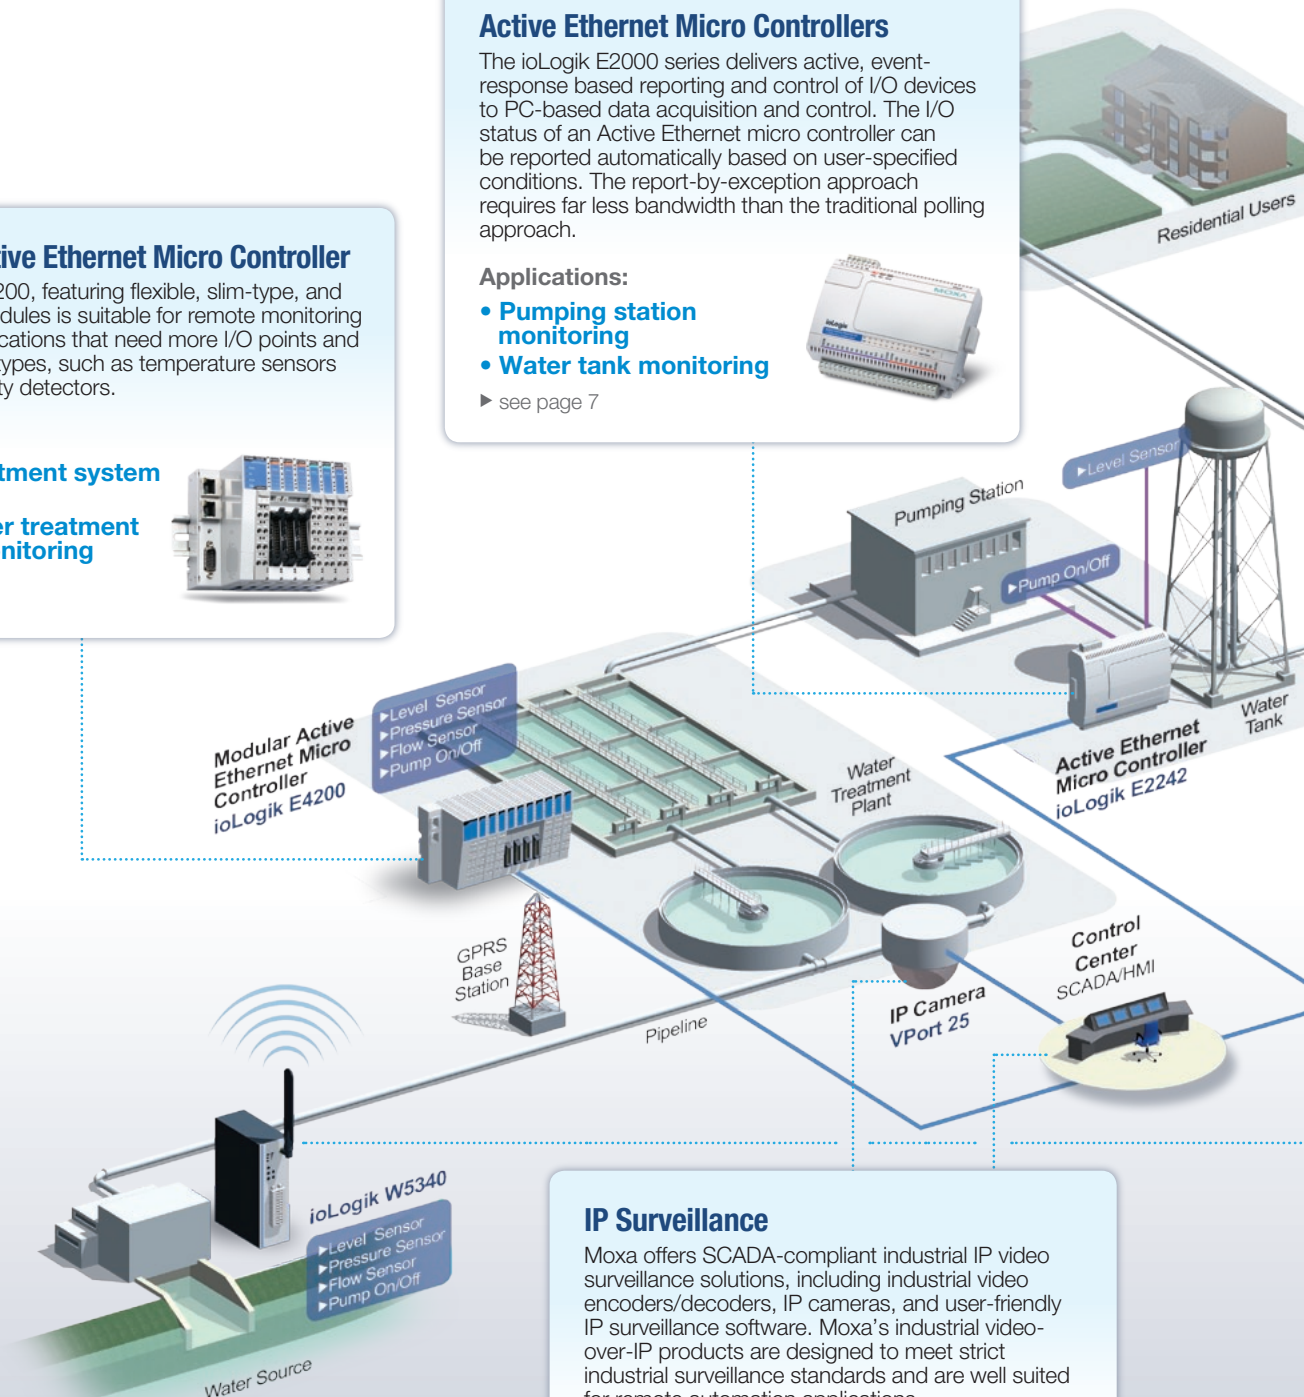 Active Ethernet Micro Controllers
The ioLogik E2000 series delivers active, event-
response based reporting and control of I/O devices
to PC-based data acquisition and control. The I/O
status of an Active Ethernet micro controller can
be reported automatically based on user-specified
conditions. The report-by-exception approach
requires far less bandwidth than the traditional polling
approach.
Applications:
• Pumping station
monitoring
• Water tank monitoring
▶ see page 7
MOXA
ioLogik
tive Ethernet Micro Controller
200, featuring flexible, slim-type, and
dules is suitable for remote monitoring
cations that need more I/O points and
types, such as temperature sensors
ty detectors.
tment system
er treatment
nitoring
Residential Users
▶Level Sensor
Pumping Station
▶Pump On/Off
Water
Tank
Active Ethernet
Micro Controller
ioLogik E2242
Modular Active
Ethernet Micro
Controller
ioLogik E4200
▶Level Sensor
▶Pressure Sensor
▶Flow Sensor
▶Pump On/Off
Water
Treatment
Plant
GPRS
Base
Station
Pipeline
IP Camera
VPort 25
Control
Center
SCADA/HMI
ioLogik W5340
▶Level Sensor
▶Pressure Sensor
▶Flow Sensor
▶Pump On/Off
Water Source
IP Surveillance
Moxa offers SCADA-compliant industrial IP video
surveillance solutions, including industrial video
encoders/decoders, IP cameras, and user-friendly
IP surveillance software. Moxa's industrial video-
over-IP products are designed to meet strict
industrial surveillance standards and are well suited
for remote automation applications.